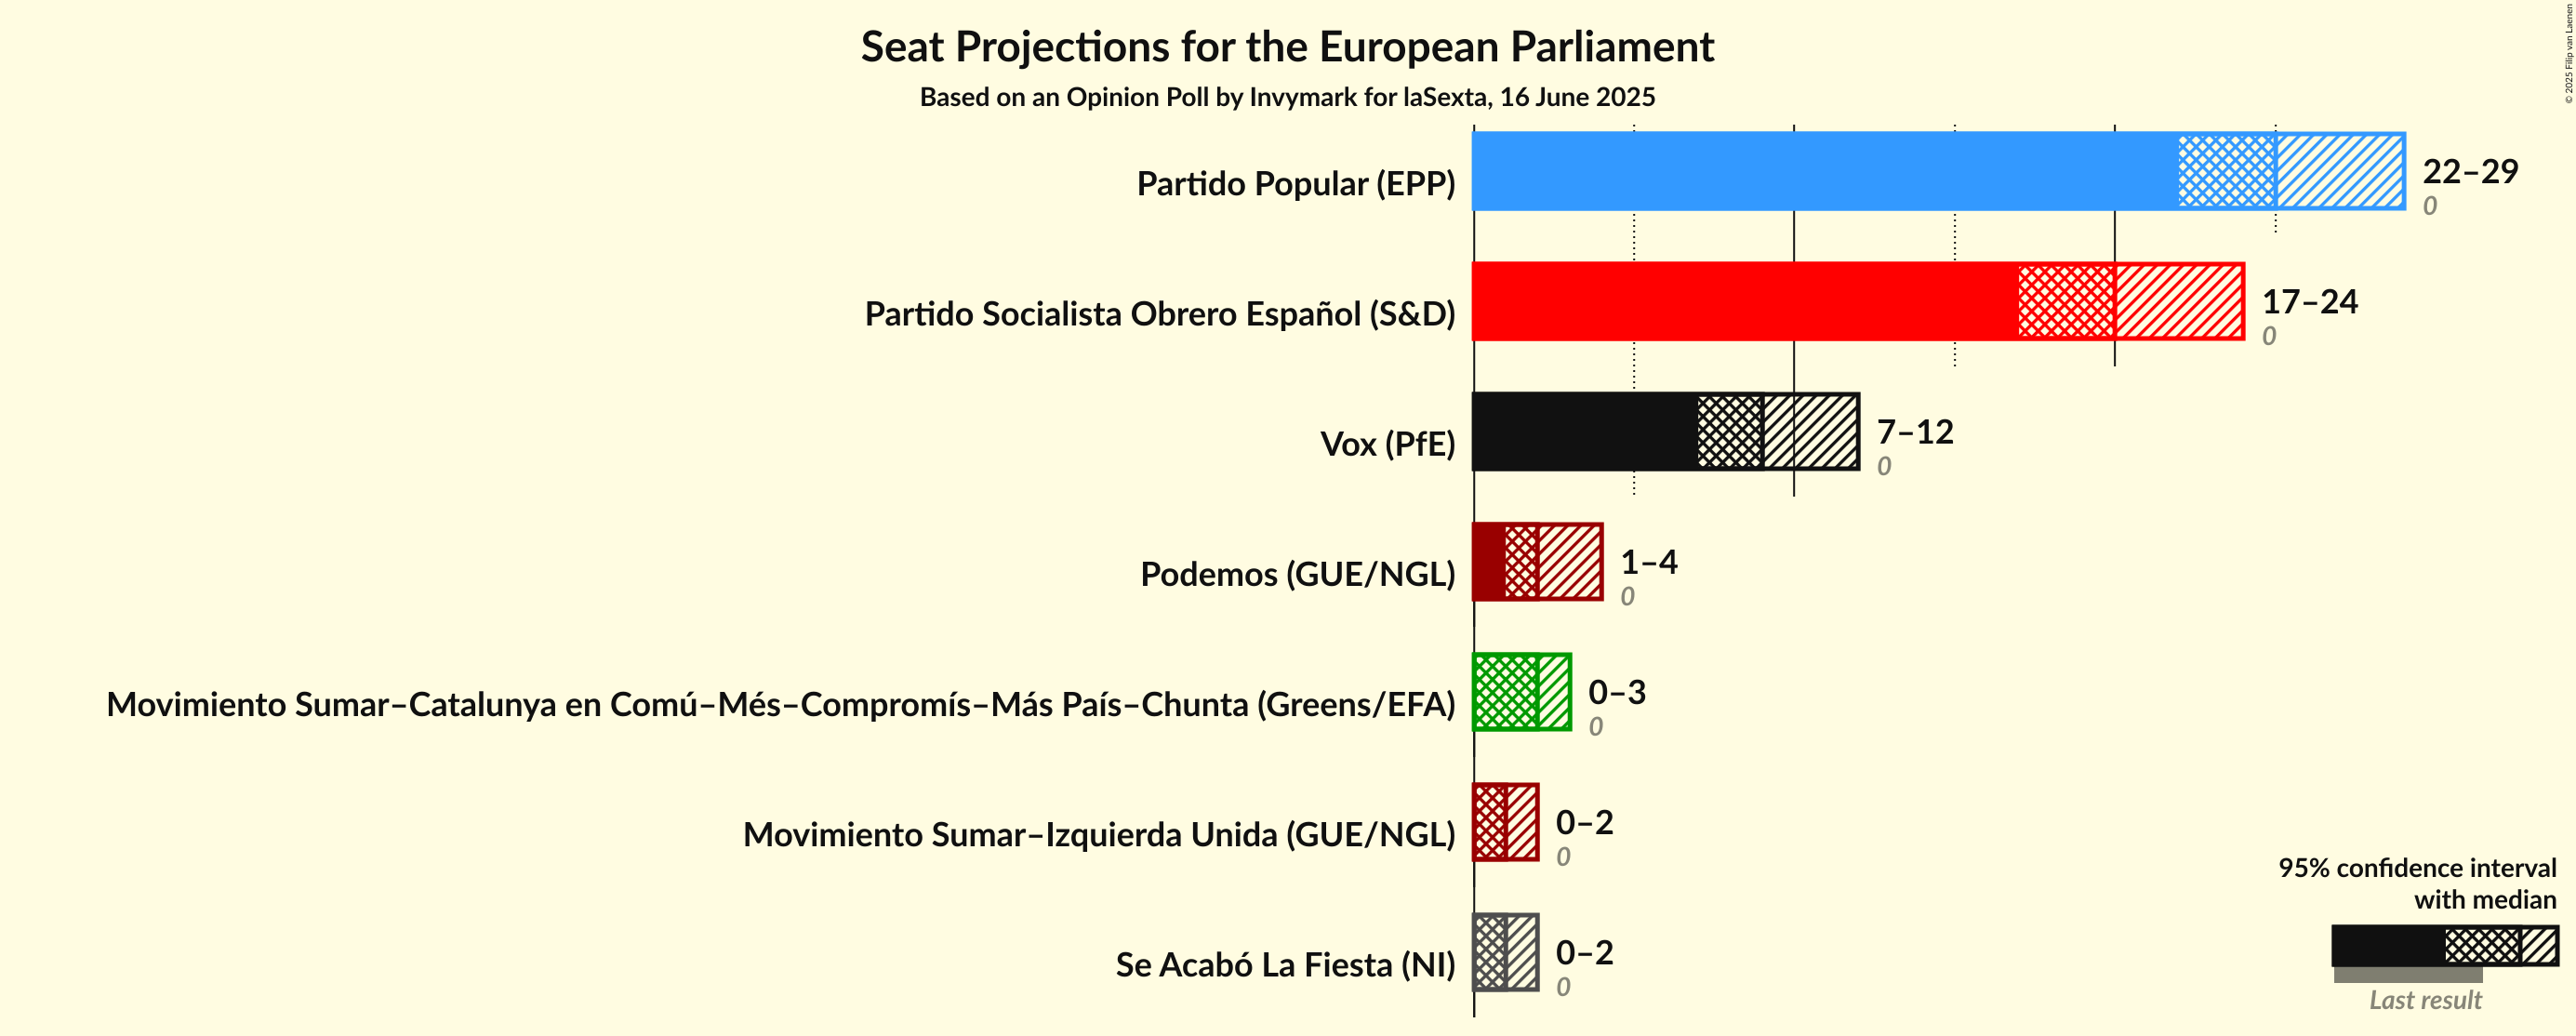 Seat Projections for the European Parliament
Based on an Opinion Poll by Invymark for laSexta, 16 June 2025
© 2025 Filip van Laenen
Partido Popular (EPP)
22–29
0
Partido Socialista Obrero Español (S&D)
17–24
0
Vox (PfE)
7–12
0
Podemos (GUE/NGL)
1–4
0
Movimiento Sumar–Catalunya en Comú–Més–Compromís–Más País–Chunta (Greens/EFA)
0–3
0
Movimiento Sumar–Izquierda Unida (GUE/NGL)
0–2
0
Se Acabó La Fiesta (NI)
0–2
0
95% confidence interval
with median
Last result